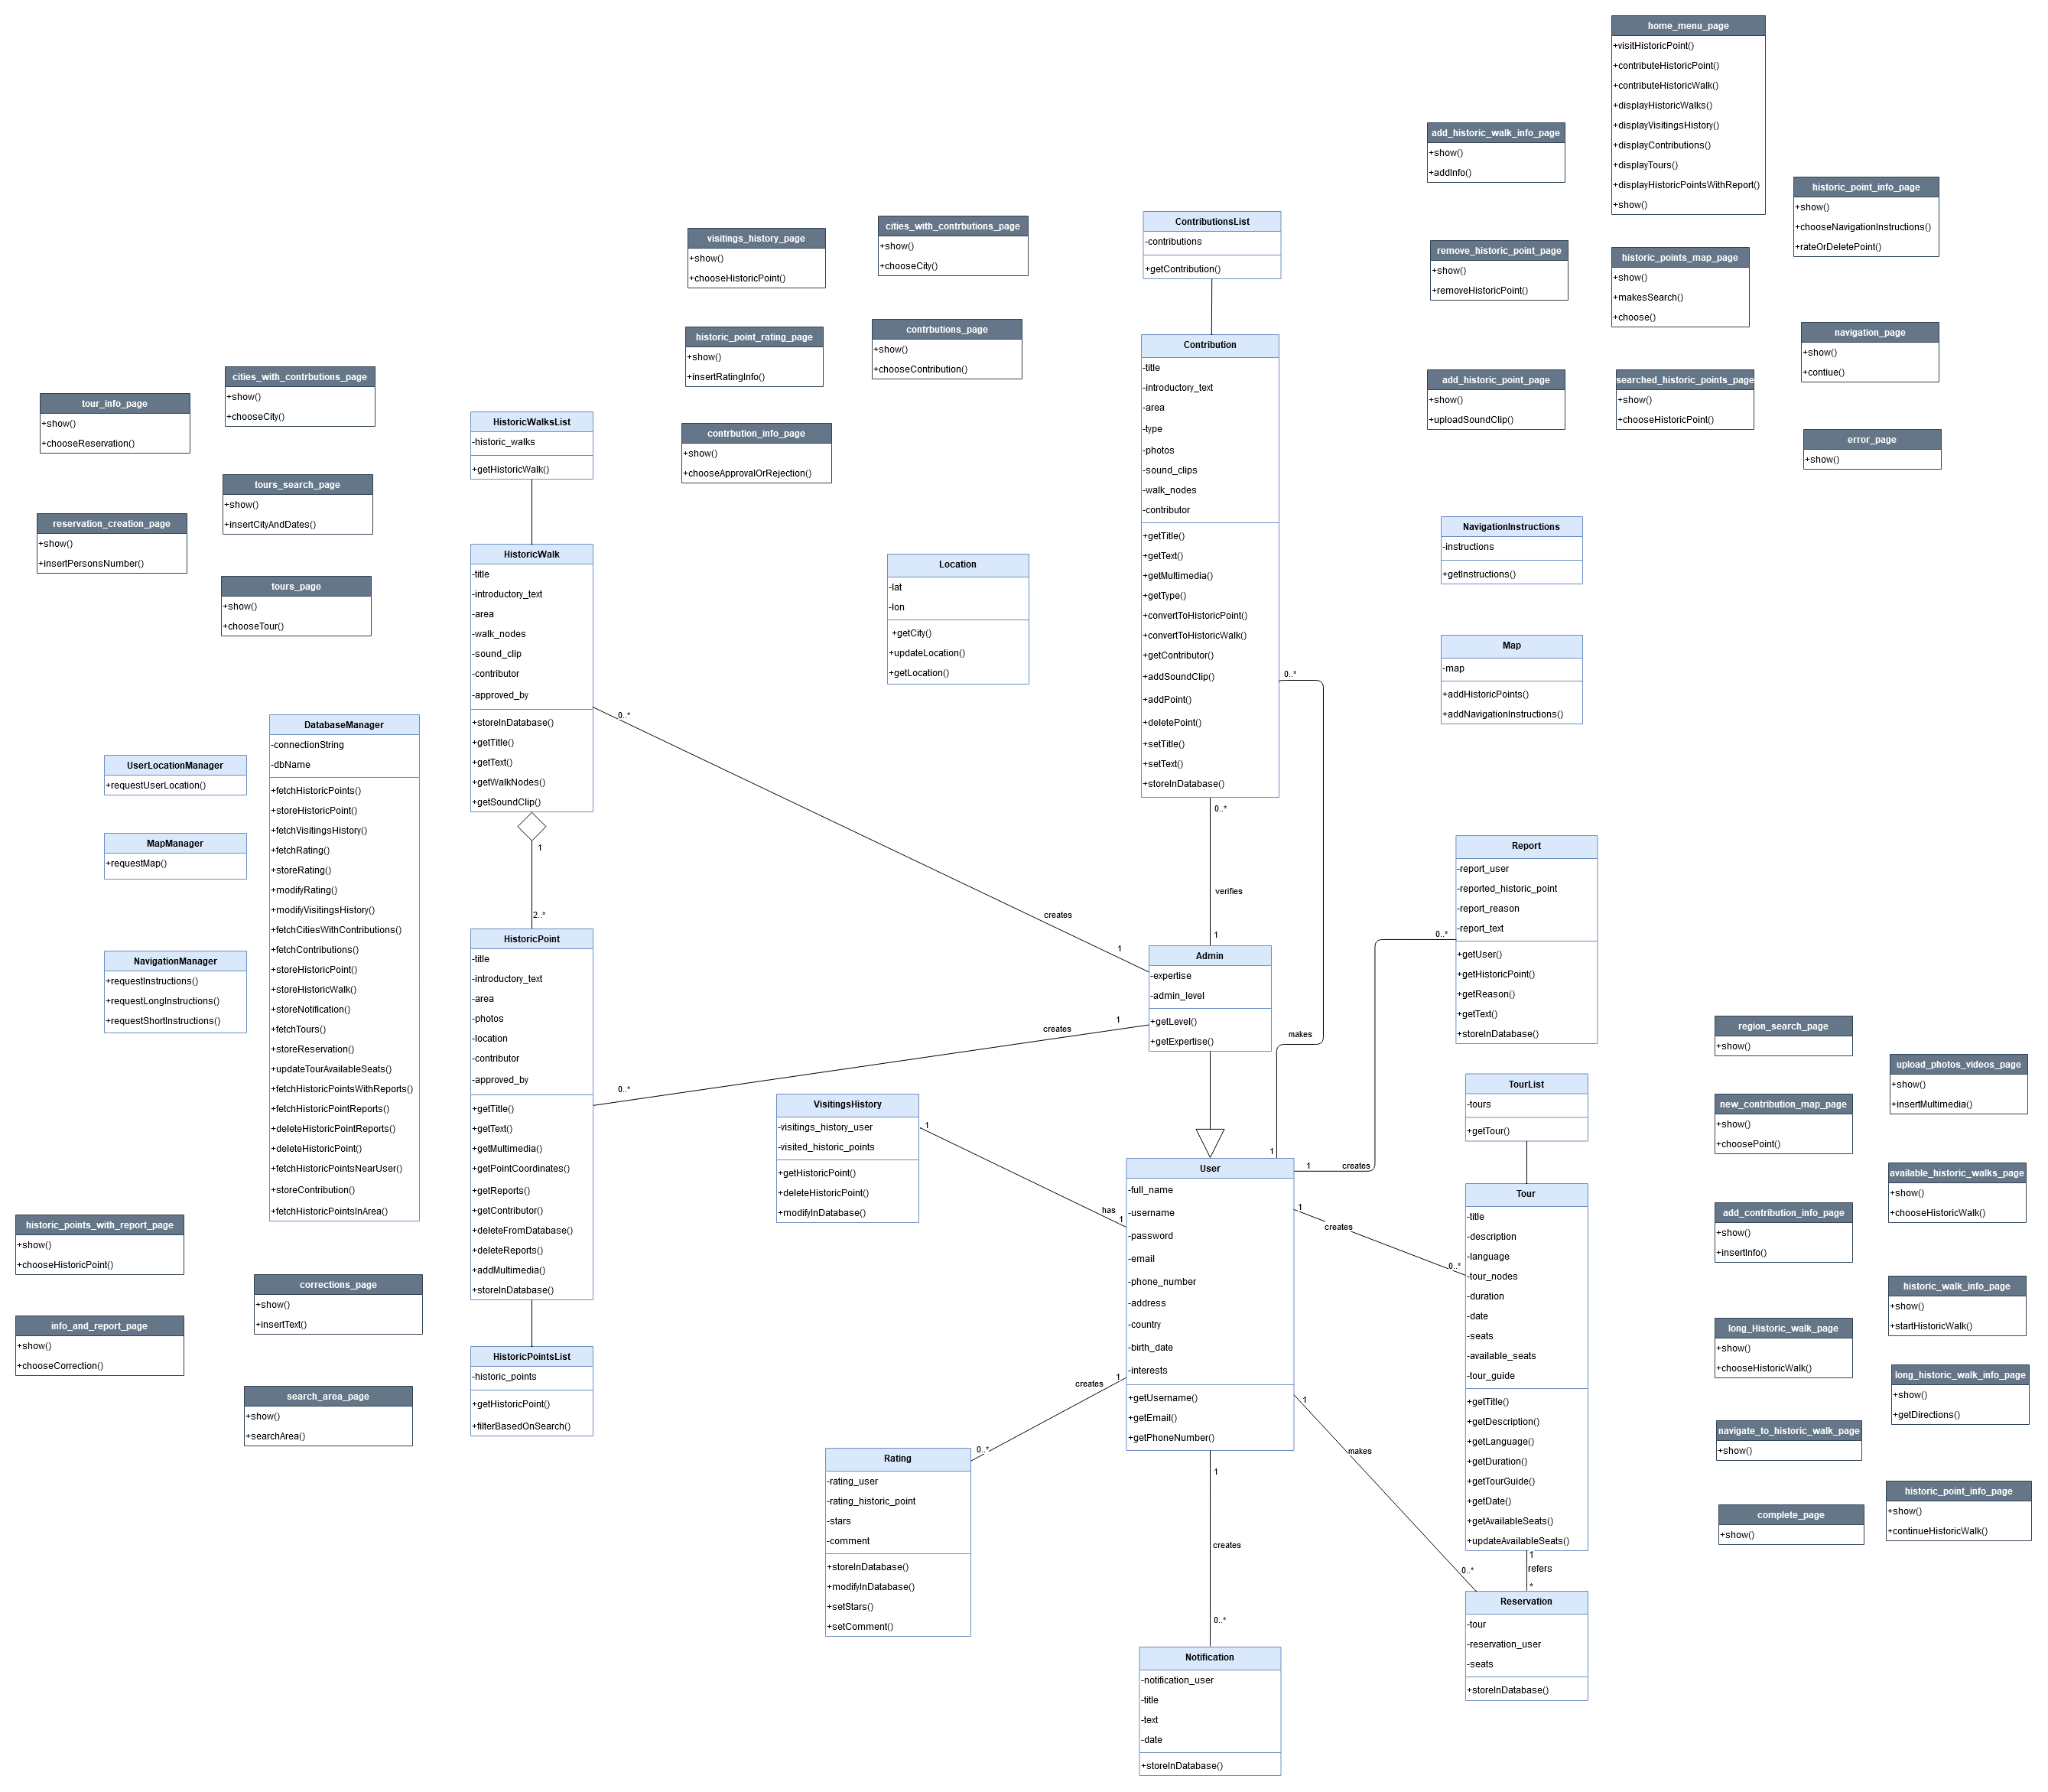 home_menu_page
+visitHistoricPoint()
+contributeHistoricPoint()
+contributeHistoricWalk()
+displayHistoricWalks()
+displayVisitingsHistory()
+displayContributions()
+displayTours()
+displayHistoricPointsWithReport()
+show()
add_historic_walk_info_page
+show()
+addInfo()
historic_point_info_page
+show()
+chooseNavigationInstructions()
+rateOrDeletePoint()
ContributionsList
-contributions
+getContribution()
cities_with_contrbutions_page
+show()
+chooseCity()
visitings_history_page
+show()
+chooseHistoricPoint()
remove_historic_point_page
+show()
+removeHistoricPoint()
historic_points_map_page
+show()
+makesSearch()
+choose()
contrbutions_page
+show()
+chooseContribution()
historic_point_rating_page
+show()
+insertRatingInfo()
navigation_page
+show()
+contiue()
Contribution
-title
-introductory_text
-area
-type
-photos
-sound_clips
-walk_nodes
-contributor
+getTitle()
+getText()
+getMultimedia()
+getType()
+convertToHistoricPoint()
+convertToHistoricWalk()
+getContributor()
+addSoundClip()
+addPoint()
+deletePoint()
+setTitle()
+setText()
+storeInDatabase()
cities_with_contrbutions_page
+show()
+chooseCity()
add_historic_point_page
+show()
+uploadSoundClip()
searched_historic_points_page
+show()
+chooseHistoricPoint()
tour_info_page
+show()
+chooseReservation()
HistoricWalksList
-historic_walks
+getHistoricWalk()
contrbution_info_page
+show()
+chooseApprovalOrRejection()
error_page
+show()
tours_search_page
+show()
+insertCityAndDates()
reservation_creation_page
+show()
+insertPersonsNumber()
NavigationInstructions
-instructions
+getInstructions()
HistoricWalk
-title
-introductory_text
-area
-walk_nodes
-sound_clip
-contributor
-approved_by
+storeInDatabase()
+getTitle()
+getText()
+getWalkNodes()
+getSoundClip()
Location
-lat
-lon
+getCity()
+updateLocation()
+getLocation()
tours_page
+show()
+chooseTour()
Map
-map
+addHistoricPoints()
+addNavigationInstructions()
0..*
0..*
DatabaseManager
-connectionString
-dbName
+fetchHistoricPoints()
+storeHistoricPoint()
+fetchVisitingsHistory()
+fetchRating()
+storeRating()
+modifyRating()
+modifyVisitingsHistory()
+fetchCitiesWithContributions()
+fetchContributions()
+storeHistoricPoint()
+storeHistoricWalk()
+storeNotification()
+fetchTours()
+storeReservation()
+updateTourAvailableSeats()
+fetchHistoricPointsWithReports()
+fetchHistoricPointReports()
+deleteHistoricPointReports()
+deleteHistoricPoint()
+fetchHistoricPointsNearUser()
+storeContribution()
+fetchHistoricPointsInArea()
UserLocationManager
+requestUserLocation()
MapManager
+requestMap()
NavigationManager
+requestInstructions()
+requestLongInstructions()
+requestShortInstructions()
0..*
verifies
1
1
2..*
creates
1
Report
-report_user
-reported_historic_point
-report_reason
-report_text
+getUser()
+getHistoricPoint()
+getReason()
+getText()
+storeInDatabase()
HistoricPoint
-title
-introductory_text
-area
-photos
-location
-contributor
-approved_by
+getTitle()
+getText()
+getMultimedia()
+getPointCoordinates()
+getReports()
+getContributor()
+deleteFromDatabase()
+deleteReports()
+addMultimedia()
+storeInDatabase()
Admin
-expertise
-admin_level
+getLevel()
+getExpertise()
0..*
creates
1
0..*
makes
1
region_search_page
+show()
upload_photos_videos_page
+show()
+insertMultimedia()
TourList
-tours
+getTour()
VisitingsHistory
-visitings_history_user
-visited_historic_points
+getHistoricPoint()
+deleteHistoricPoint()
+modifyInDatabase()
new_contribution_map_page
+show()
+choosePoint()
1
has
1
1
creates
User
-full_name
-username
-password
-email
-phone_number
-address
-country
-birth_date
-interests
+getUsername()
+getEmail()
+getPhoneNumber()
1
creates
0..*
available_historic_walks_page
+show()
+chooseHistoricWalk()
Tour
-title
-description
-language
-tour_nodes
-duration
-date
-seats
-available_seats
-tour_guide
+getTitle()
+getDescription()
+getLanguage()
+getDuration()
+getTourGuide()
+getDate()
+getAvailableSeats()
+updateAvailableSeats()
add_contribution_info_page
+show()
+insertInfo()
historic_points_with_report_page
+show()
+chooseHistoricPoint()
corrections_page
+show()
+insertText()
historic_walk_info_page
+show()
+startHistoricWalk()
info_and_report_page
+show()
+chooseCorrection()
long_Historic_walk_page
+show()
+chooseHistoricWalk()
HistoricPointsList
-historic_points
+getHistoricPoint()
+filterBasedOnSearch()
long_historic_walk_info_page
+show()
+getDirections()
search_area_page
+show()
+searchArea()
creates
1
0..*
1
makes
0..*
navigate_to_historic_walk_page
+show()
Rating
-rating_user
-rating_historic_point
-stars
-comment
+storeInDatabase()
+modifyInDatabase()
+setStars()
+setComment()
1
creates
0..*
historic_point_info_page
+show()
+continueHistoricWalk()
complete_page
+show()
1
refers
*
Reservation
-tour
-reservation_user
-seats
+storeInDatabase()
Notification
-notification_user
-title
-text
-date
+storeInDatabase()